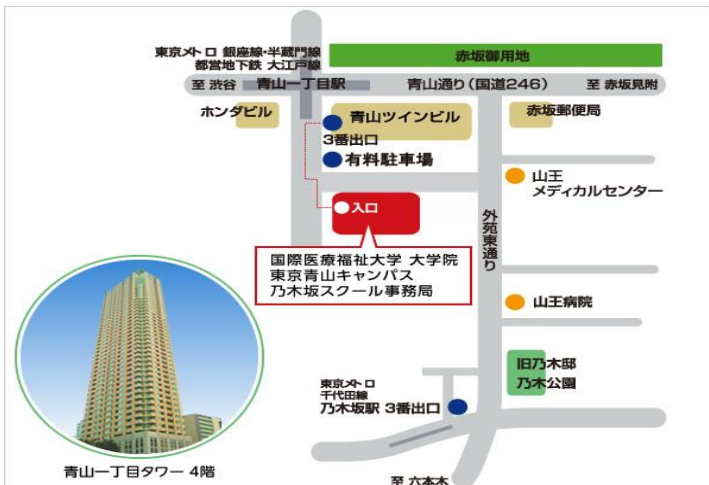 東京メトロ 銀座線・半蔵門線
都営地下鉄 大江戸線
赤坂御用地
至 渋谷
青山一丁目駅
青山通り(国道246)
至 赤坂見附
ホンダビル
青山ツインビル
赤坂郵便局
3番出口
有料駐車場
山王
メディカルセンター
入口
外苑東通り
国際医療福祉大学 大学院
東京青山キャンパス
乃木坂スクール事務局
山王病院
旧乃木邸
乃木公園
東京メトロ
千代田線
乃木坂駅 3番出口
青山一丁目タワー 4階
至 六本木